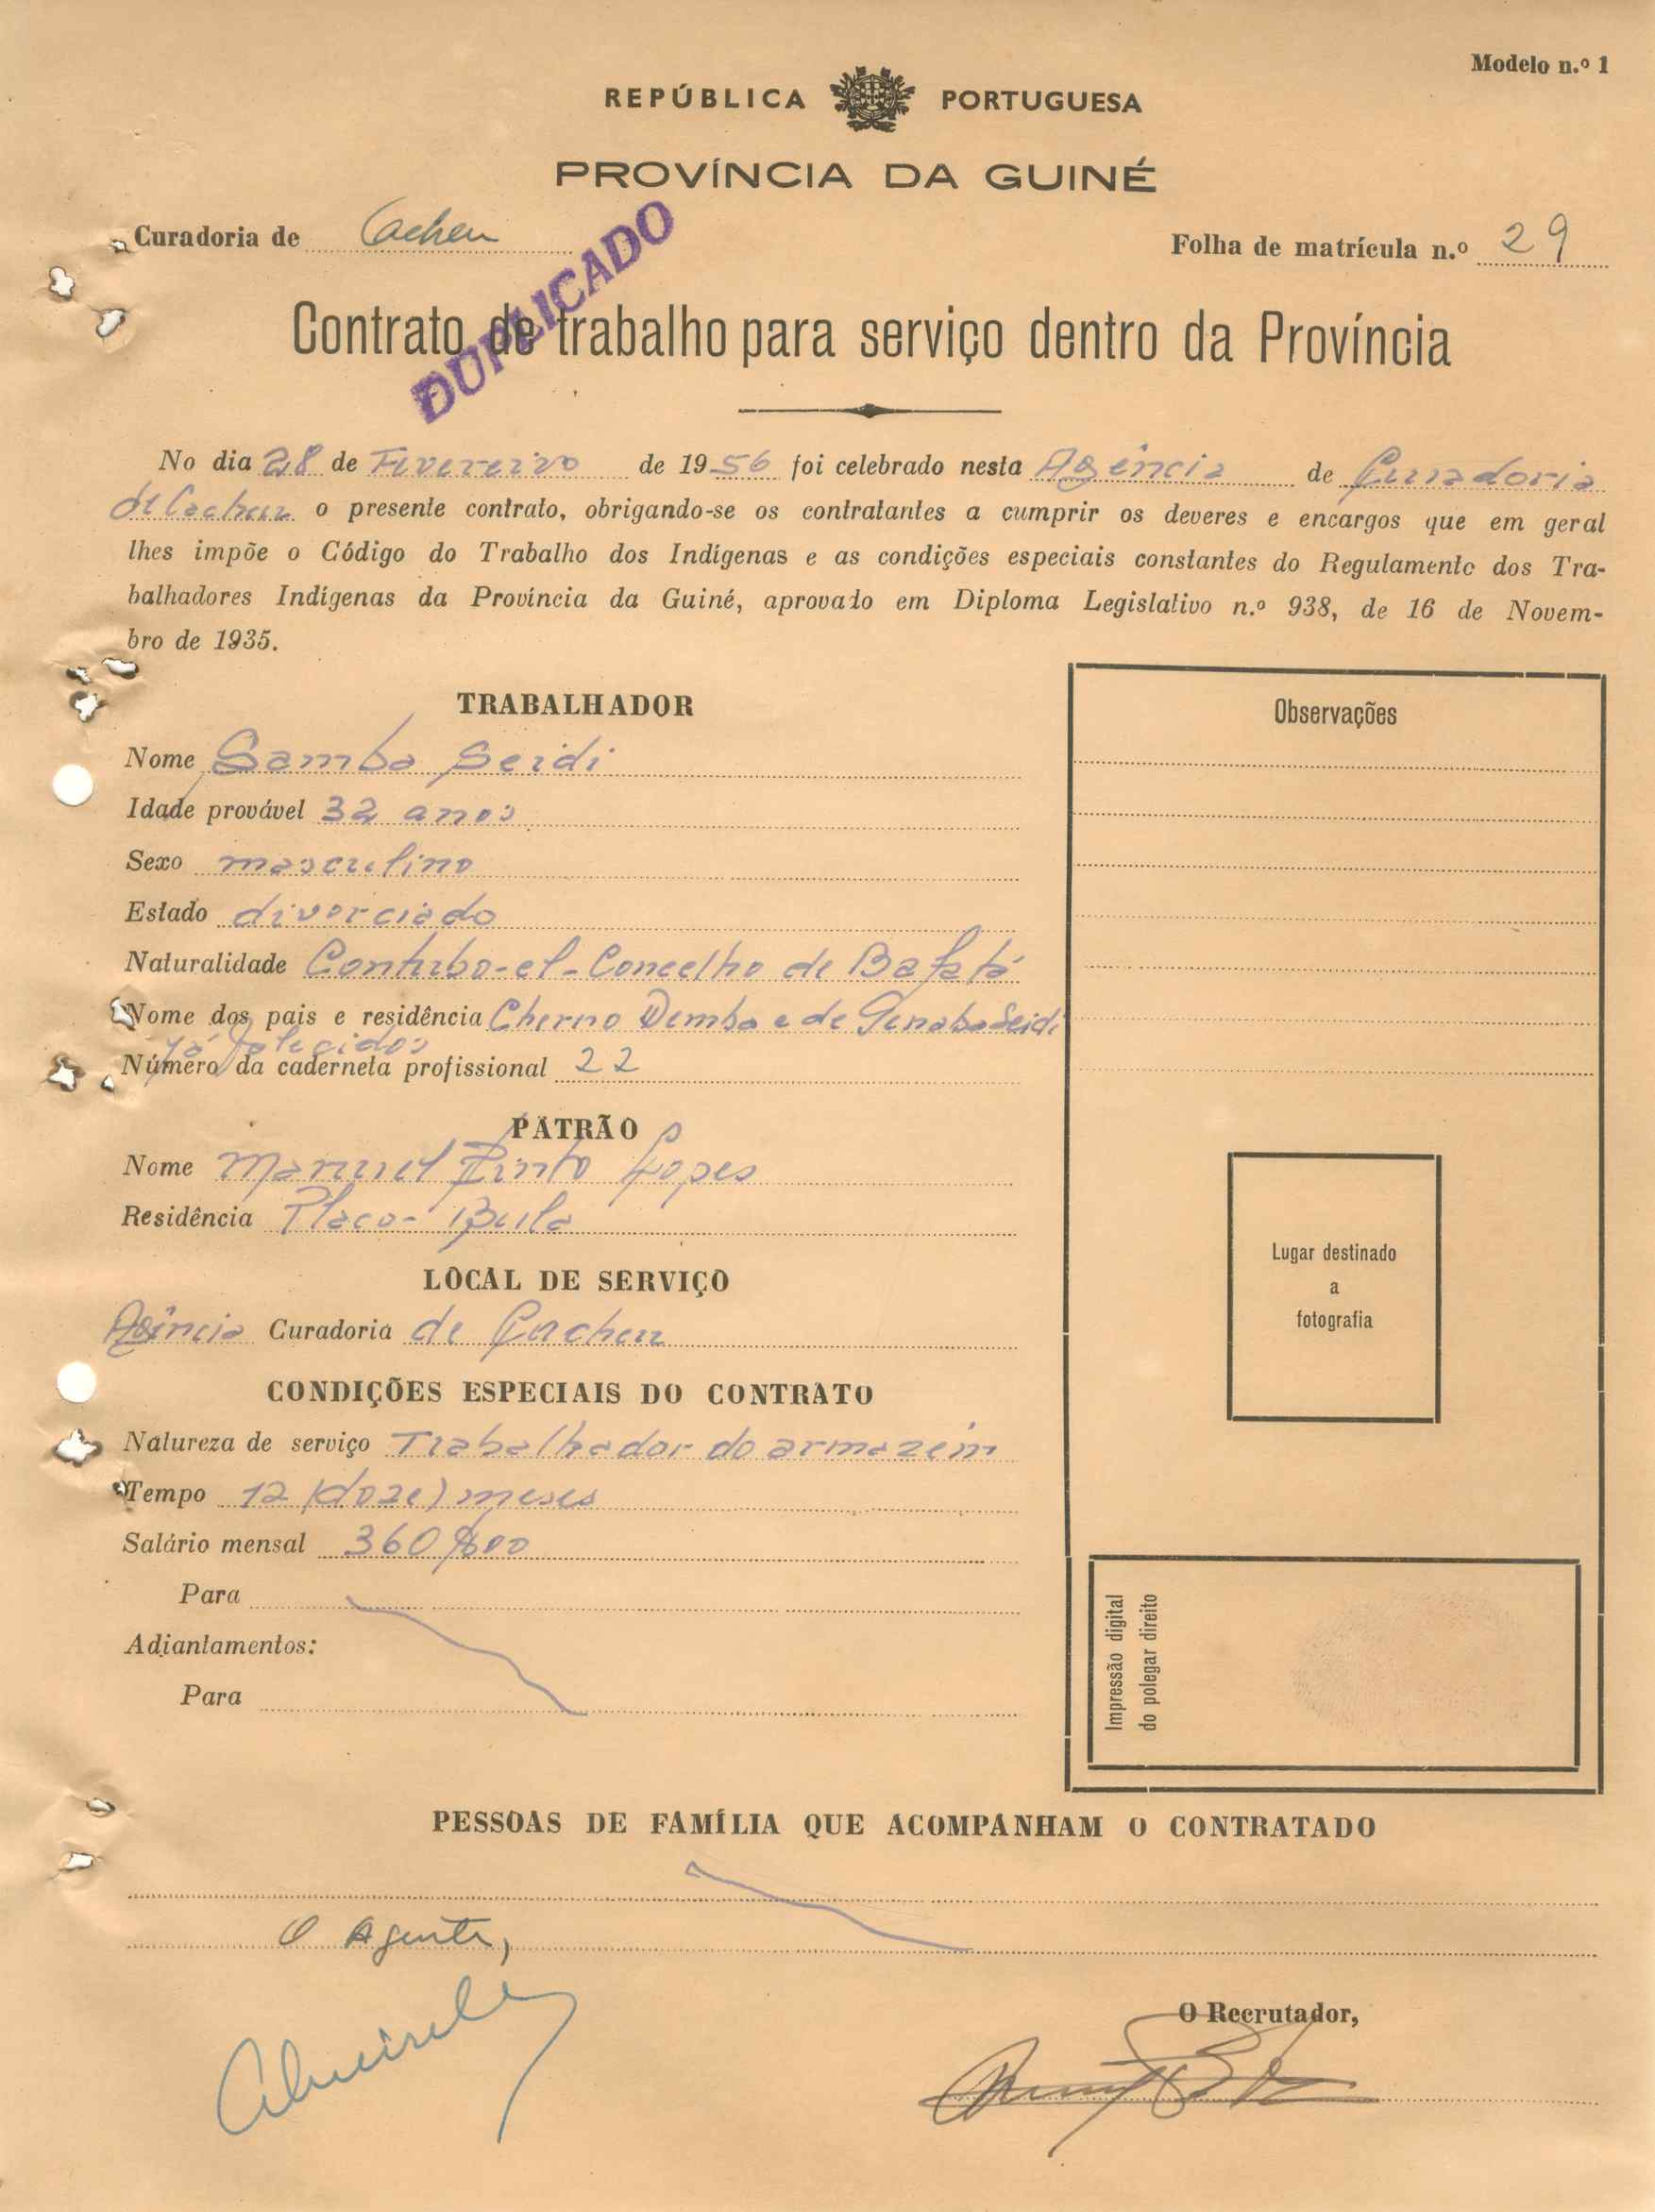 Modelo n.º 1
REPÚBLICA PORTUGUESA
PROVÍNCIA DA GUINÉ
Curadoria de Cacheu
Folha de matrícula n.º 29
DUPLICADO
Contrato de trabalho para serviço dentro da Província
No dia 28 de Fevereiro de 1956 foi celebrado nesta Agência de Curadoria
de Cacheu o presente contrato, obrigando-se os contratantes a cumprir os deveres e encargos que em geral
lhes impõe o Código do Trabalho dos Indígenas e as condições especiais constantes do Regulamento dos Tra-
balhadores Indígenas da Província da Guiné, aprovado em Diploma Legislativo n.º 938, de 16 de Novem-
bro de 1935.
TRABALHADOR
Nome Samba Seidi
Idade provável 32 anos
Sexo masculino
Estado divorciado
Naturalidade Contubo-el-Concelho de Bafatá
Nome dos pais e residência Cherno Demba e de Genaba Seidi
já falecidos
Número da caderneta profissional 22
PATRÃO
Nome Manuel Pinto Lopes
Residência Placo-Bula
LOCAL DE SERVIÇO
Agência Curadoria de Cacheu
CONDIÇÕES ESPECIAIS DO CONTRATO
Natureza de serviço Trabalhador do armazém
Tempo 12 (doze) meses
Salário mensal 360$00
Para
Adiantamentos:
Para
Observações
Lugar destinado
a
fotografia
Impressão digital
do polegar direito
PESSOAS DE FAMÍLIA QUE ACOMPANHAM O CONTRATADO
O Agente,
O Recrutador,